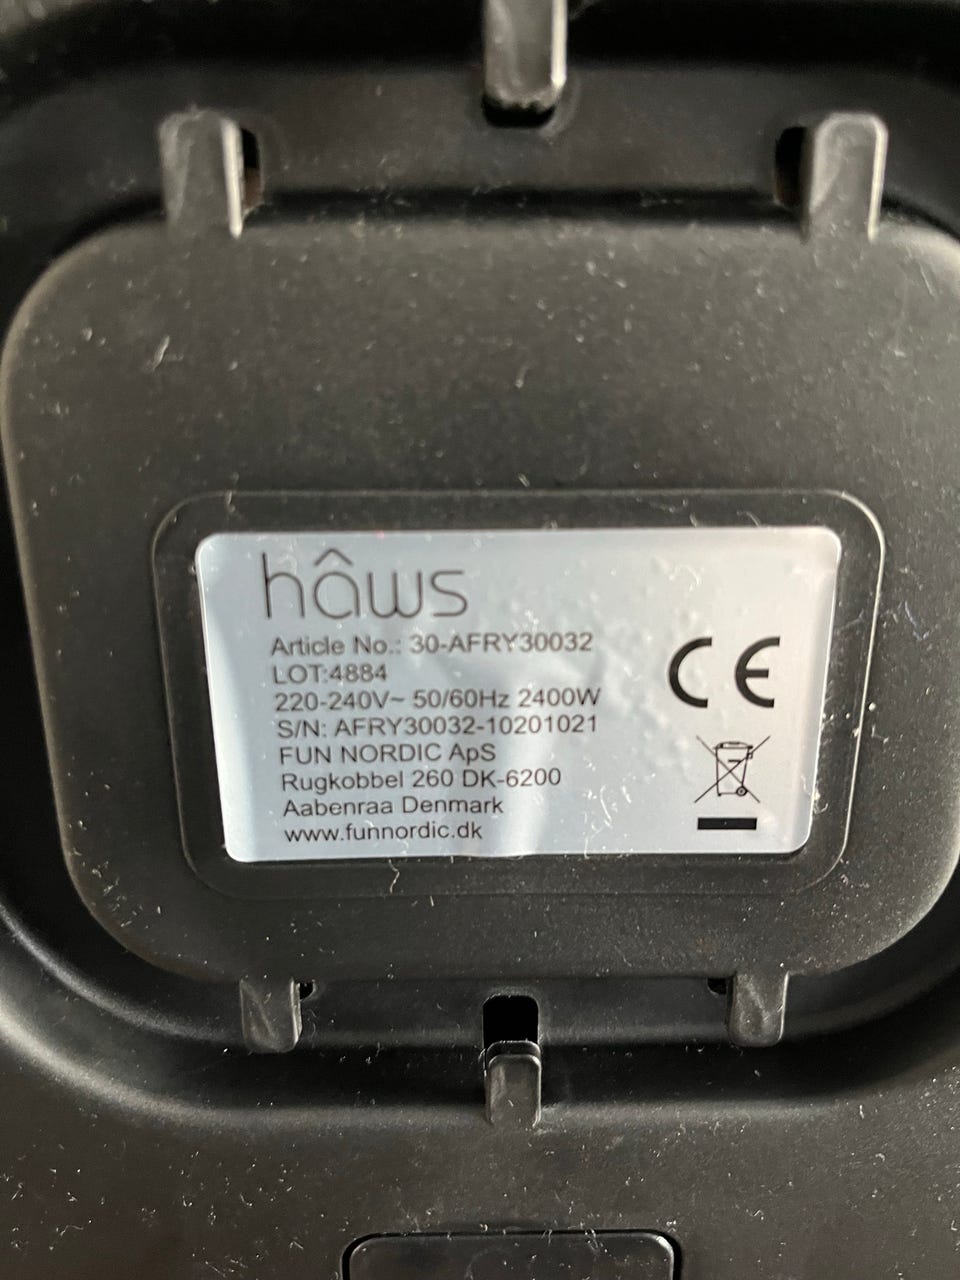 hâws
Article No.: 30-AFRY30032
LOT:4884
220-240V~ 50/60Hz 2400W
S/N: AFRY30032-10201021
FUN NORDIC ApS
Rugkobbel 260 DK-6200
Aabenraa Denmark
www.funnordic.dk
CE